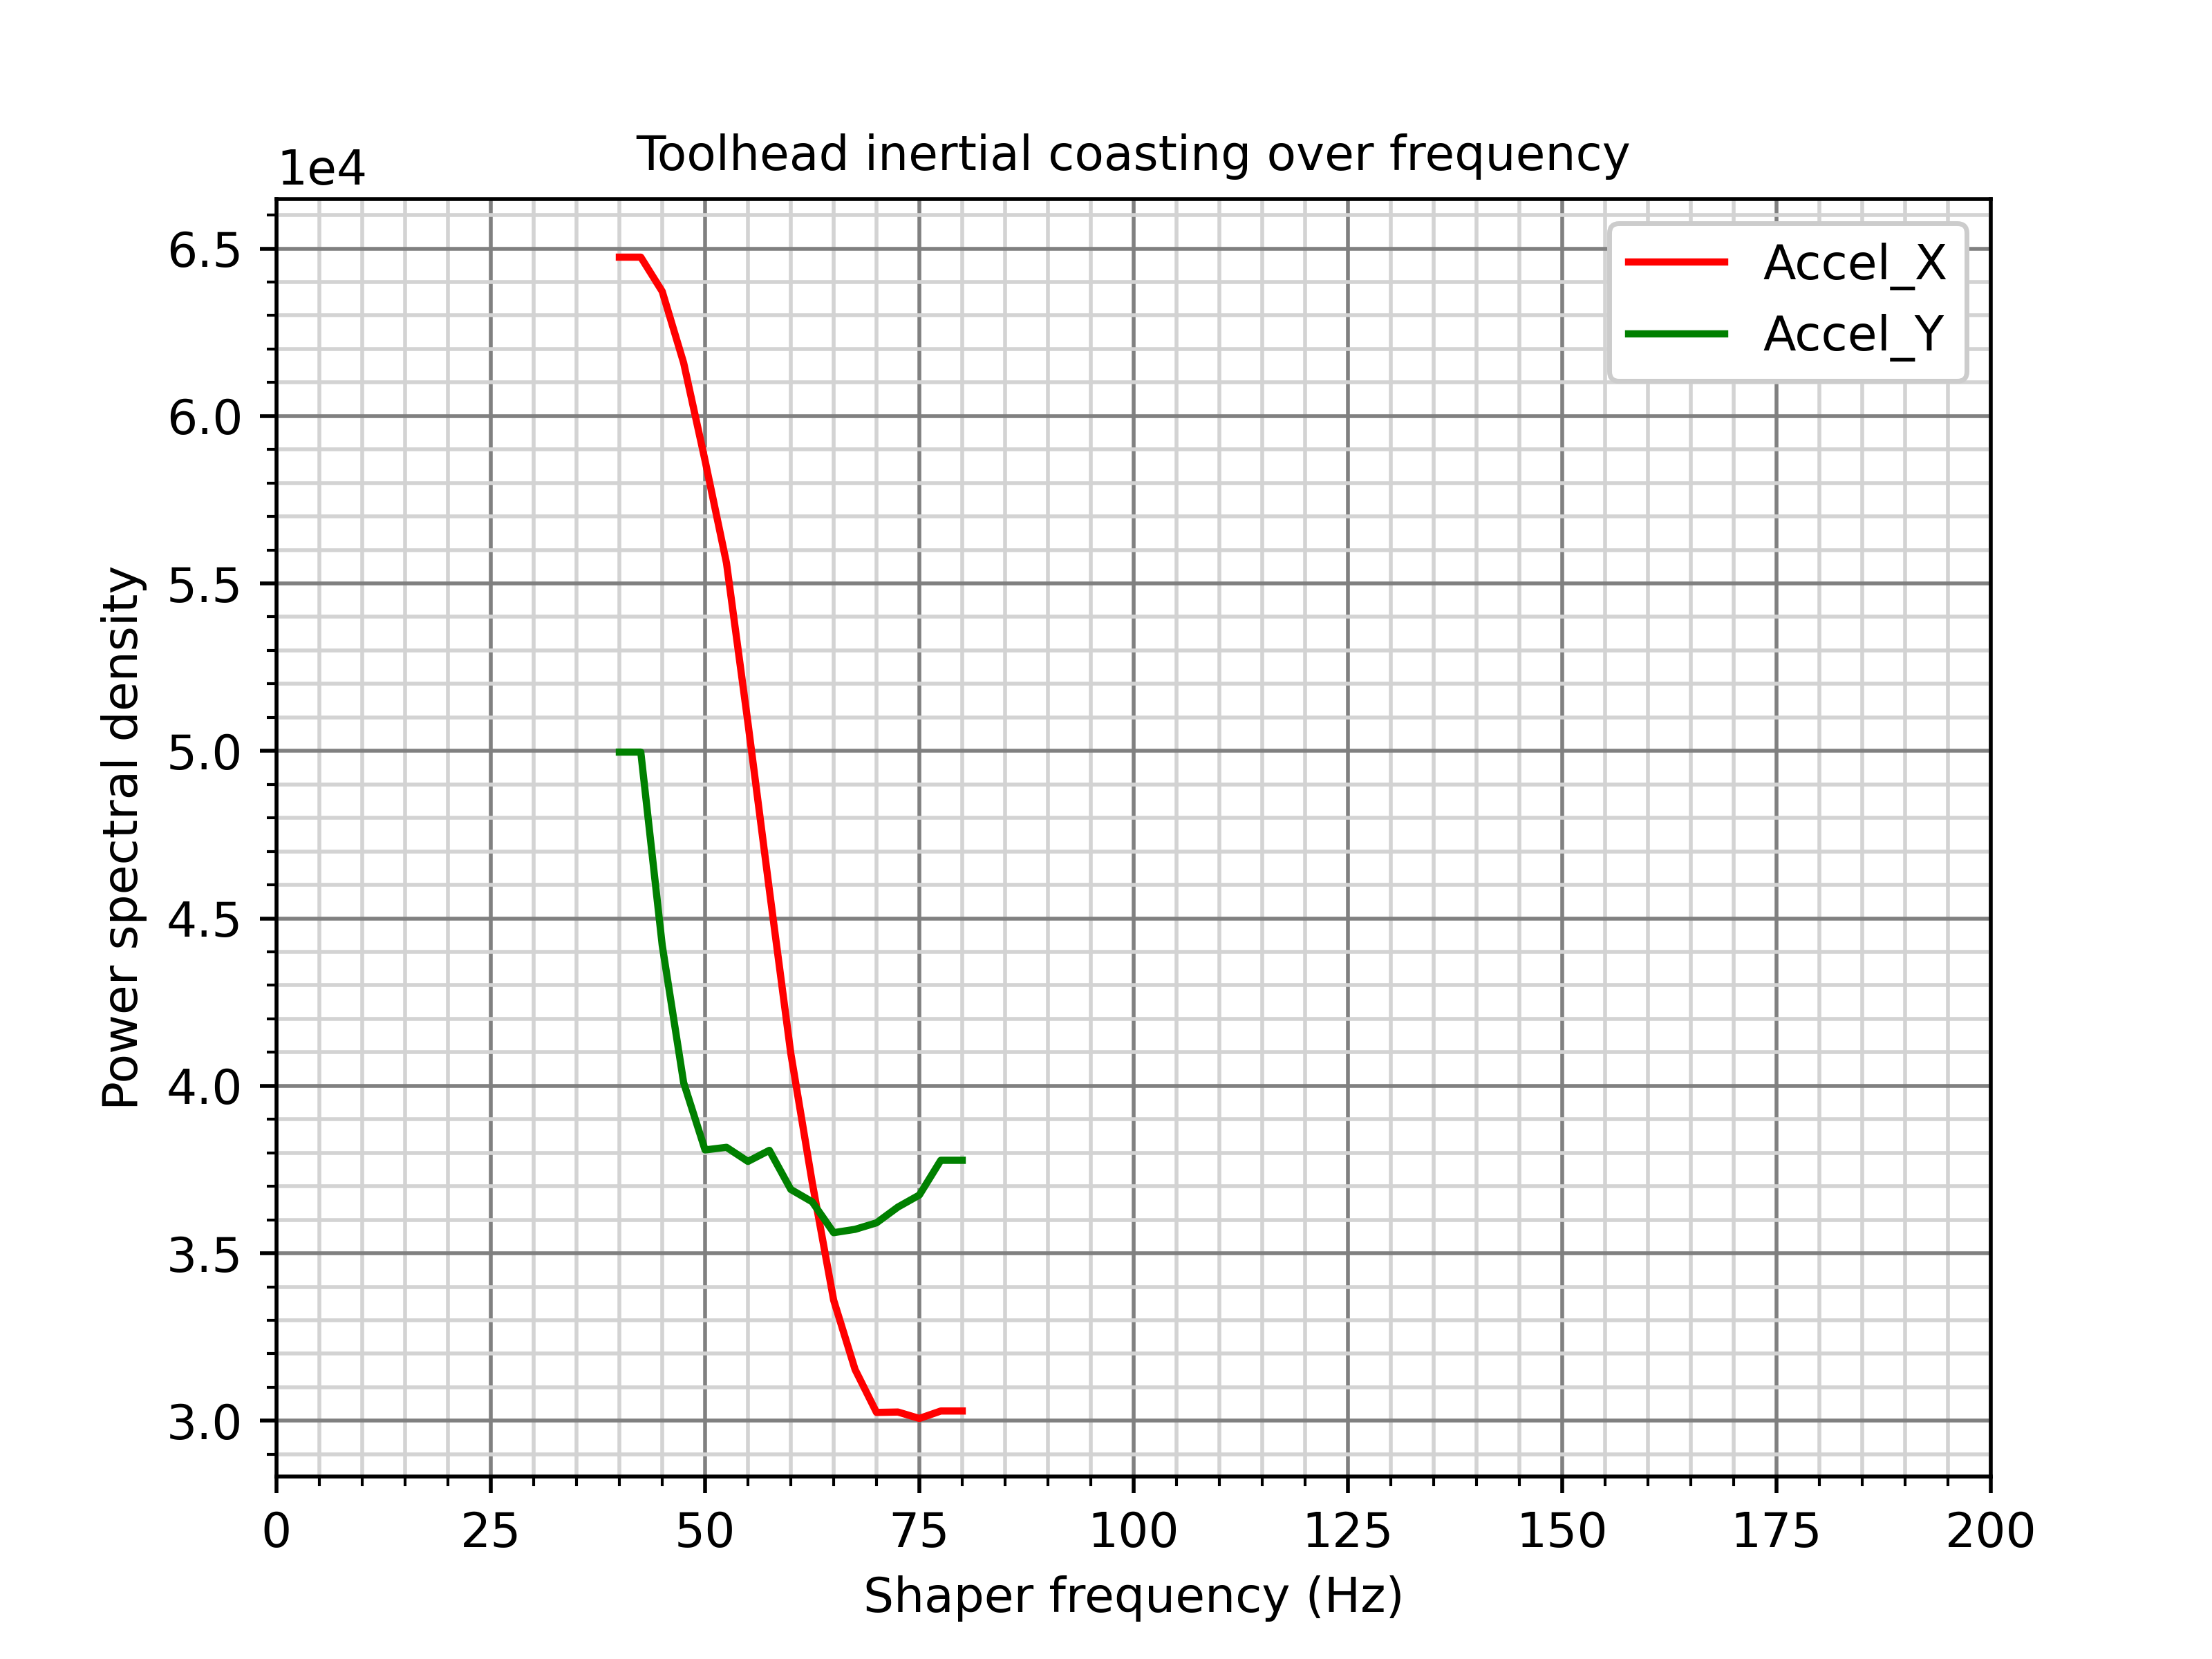 Toolhead inertial coasting over frequency
1e4
Accel_X
Accel_Y
6.5
6.0
5.5
5.0
4.5
4.0
3.5
3.0
Power spectral density
0 25 50 75 100 125 150 175 200
Shaper frequency (Hz)